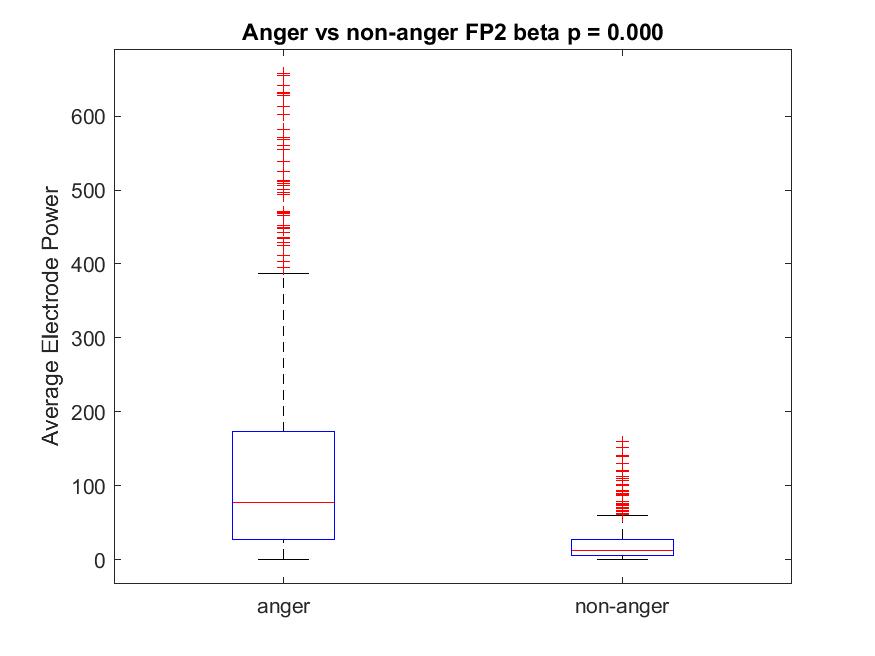 Anger vs non-anger FP2 beta p = 0.000
Average Electrode Power
600
500
400
300
200
100
0
anger
non-anger